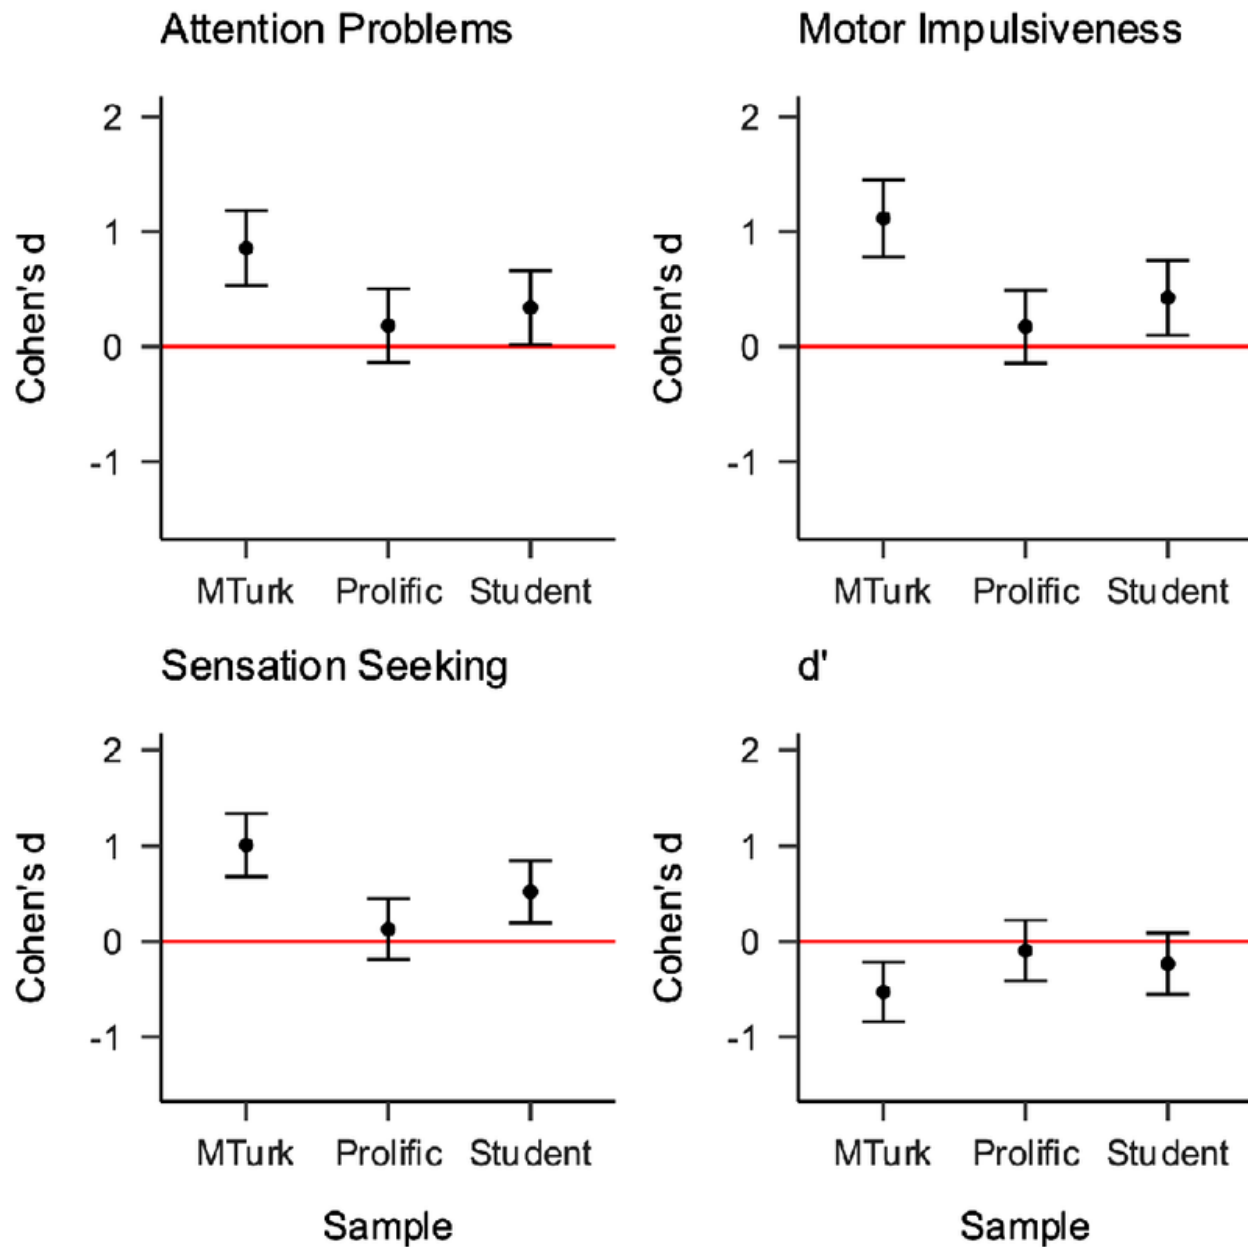 Attention Problems
Cohen's d
2
1
0
-1
MTurk Prolific Student
Motor Impulsiveness
Cohen's d
2
1
0
-1
MTurk Prolific Student
Sensation Seeking
Cohen's d
2
1
0
-1
MTurk Prolific Student
Sample
d'
Cohen's d
2
1
0
-1
MTurk Prolific Student
Sample